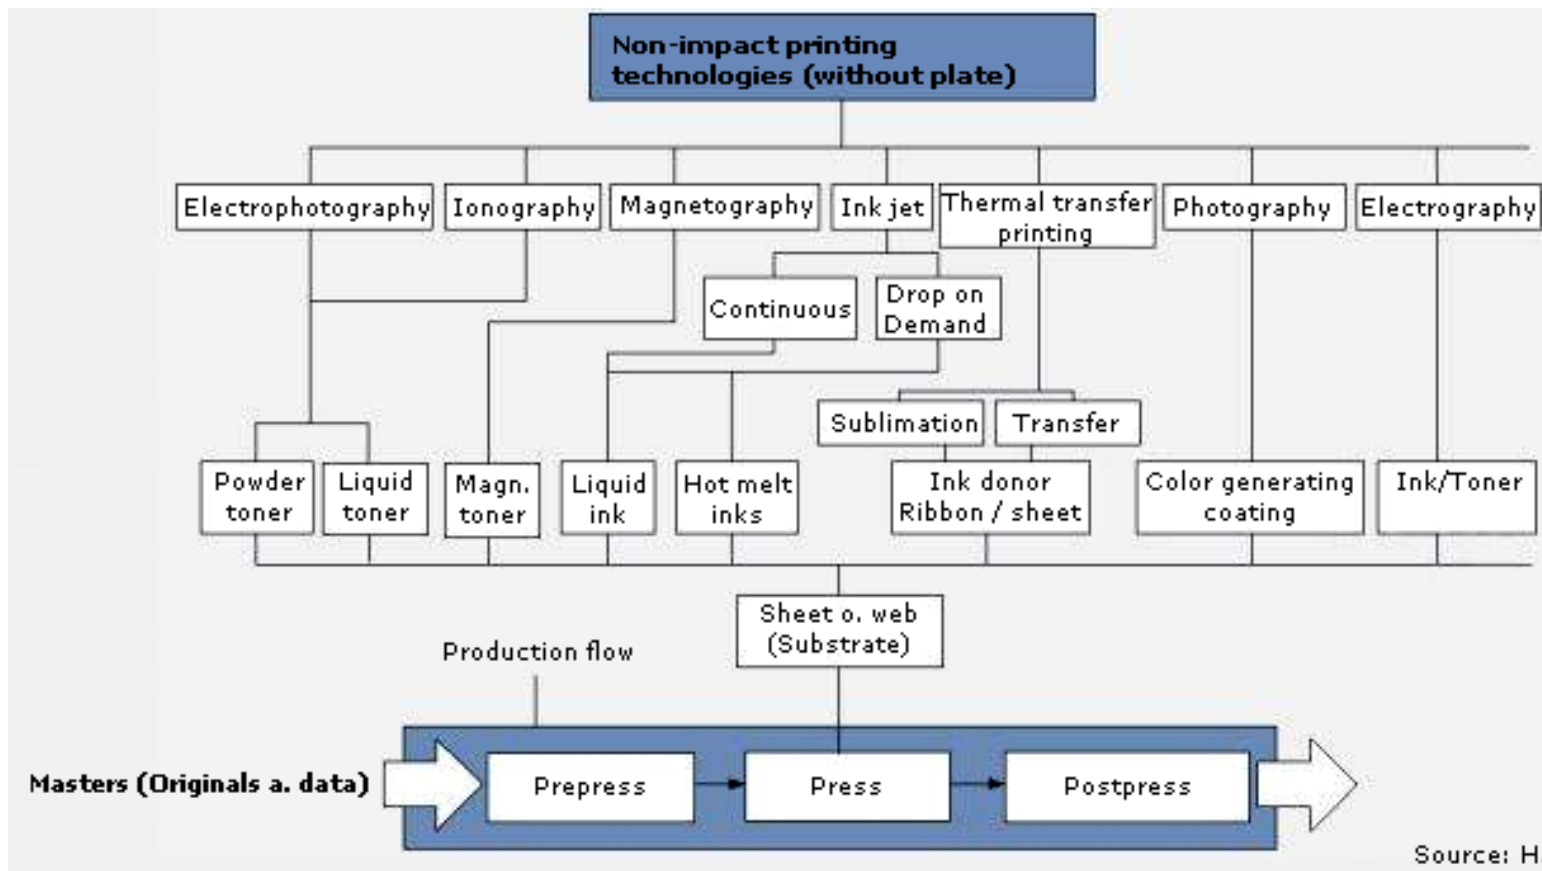 Non-impact printing
technologies (without plate)
Electrophotography
Ionography
Magnetography
Ink jet
Thermal transfer
printing
Photography
Electrography
Continuous
Drop on
Demand
Sublimation
Transfer
Powder
toner
Liquid
toner
Magn.
toner
Liquid
ink
Hot melt
inks
Ink donor
Ribbon / sheet
Color generating
coating
Ink/Toner
Sheet o. web
(Substrate)
Production flow
Masters (Originals a. data)
Prepress
Press
Postpress
Source: H